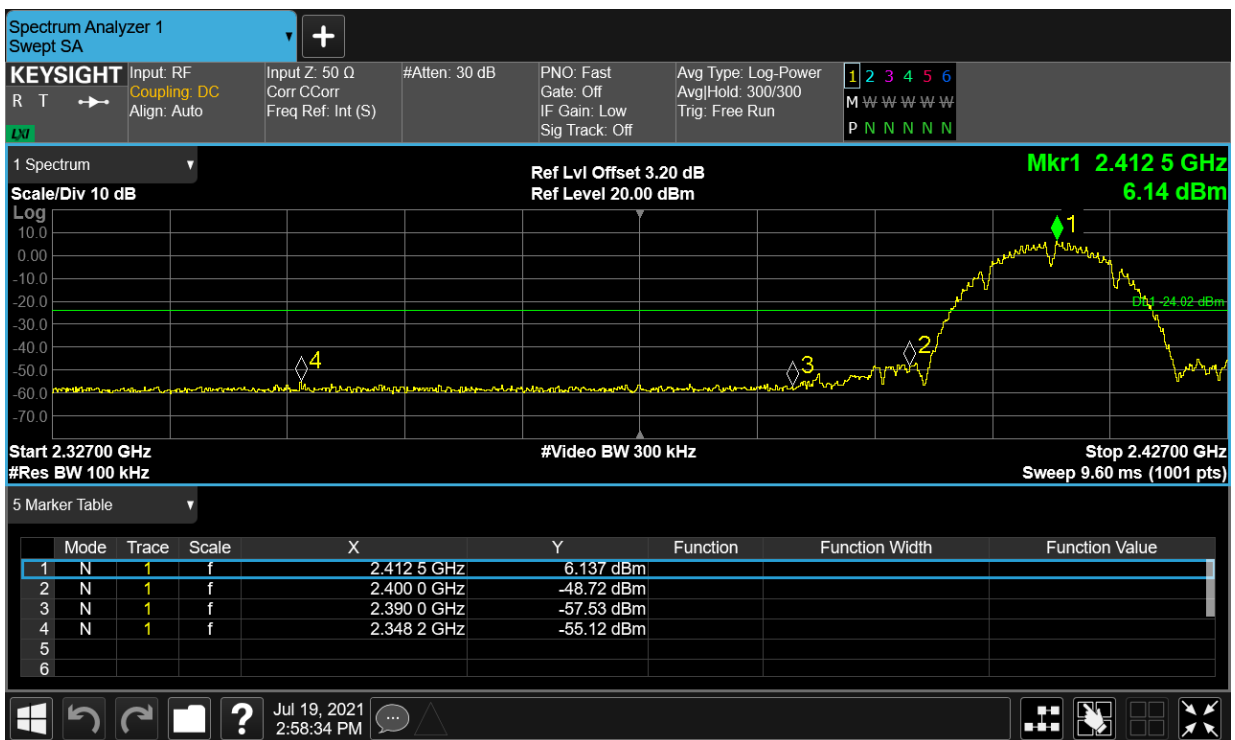 Spectrum Analyzer 1
Swept SA
+
KEYSIGHT
R T
LXI
Input: RF
Coupling: DC
Align: Auto
Input Z: 50 Ω
Corr CCorr
Freq Ref: Int (S)
#Atten: 30 dB
PNO: Fast
Gate: Off
IF Gain: Low
Sig Track: Off
Avg Type: Log-Power
Avg|Hold: 300/300
Trig: Free Run
1 2 3 4 5 6
M W W W W W
P N N N N N
1 Spectrum
Scale/Div 10 dB
Ref Lvl Offset 3.20 dB
Ref Level 20.00 dBm
Mkr1 2.412 5 GHz
6.14 dBm
Log
10.0
0.00
-10.0
-20.0
-30.0
-40.0
-50.0
-60.0
-70.0
1
DL1 -24.02 dBm
2
3
4
Start 2.32700 GHz
#Res BW 100 kHz
#Video BW 300 kHz
Stop 2.42700 GHz
Sweep 9.60 ms (1001 pts)
5 Marker Table
Mode Trace Scale X Y Function Function Width Function Value
1 N 1 f 2.412 5 GHz 6.137 dBm
2 N 1 f 2.400 0 GHz -48.72 dBm
3 N 1 f 2.390 0 GHz -57.53 dBm
4 N 1 f 2.348 2 GHz -55.12 dBm
5
6
?
Jul 19, 2021
2:58:34 PM